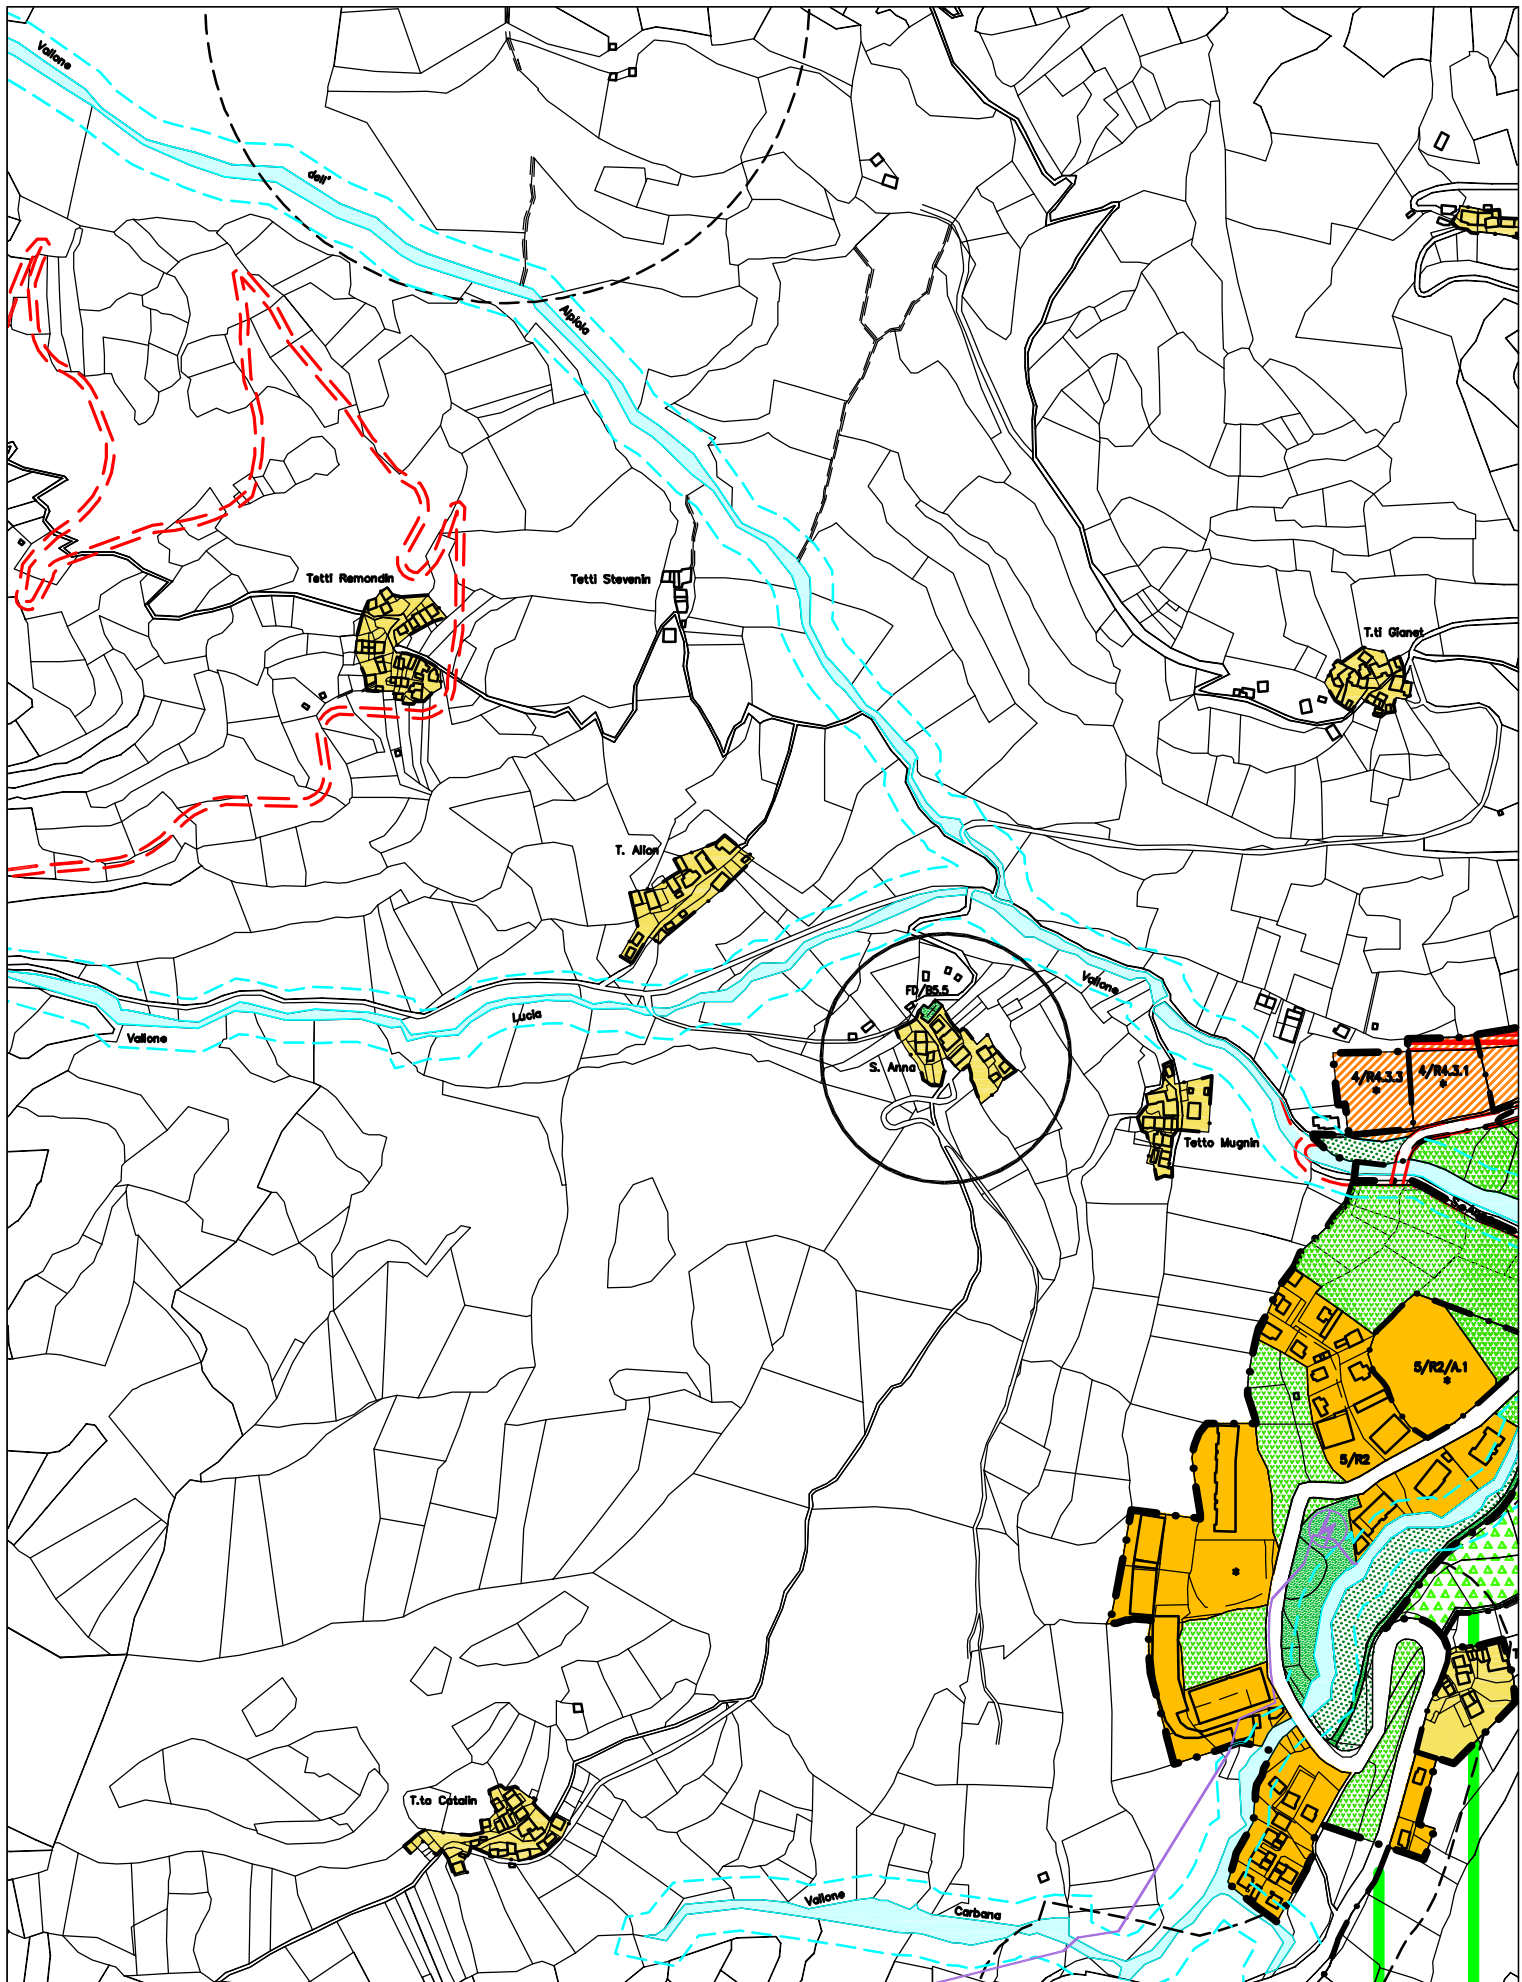 Vallone
dell'
Alpiola
Tetti Remondin
Tetti Stevenin
T.ti Gianet
T. Allon
FD/B5.5
Vallone
Lucia
Vallone
S. Anna
4/R4.3.3
*
4/R4.3.1
*
Tetto Mugnin
5/R2/A.1
*
5/R2
*
T.to Catalin
Vallone
Carbana